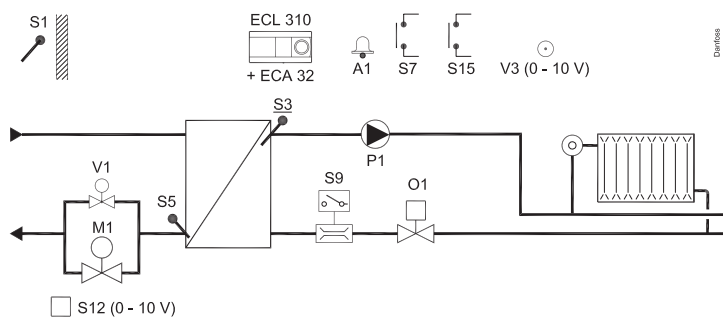 S1
ECL 310
+ ECA 32
A1
S7
S15
V3 (0 - 10 V)
Danfoss
S3
P1
V1
S5
S9
O1
M1
S12 (0 - 10 V)